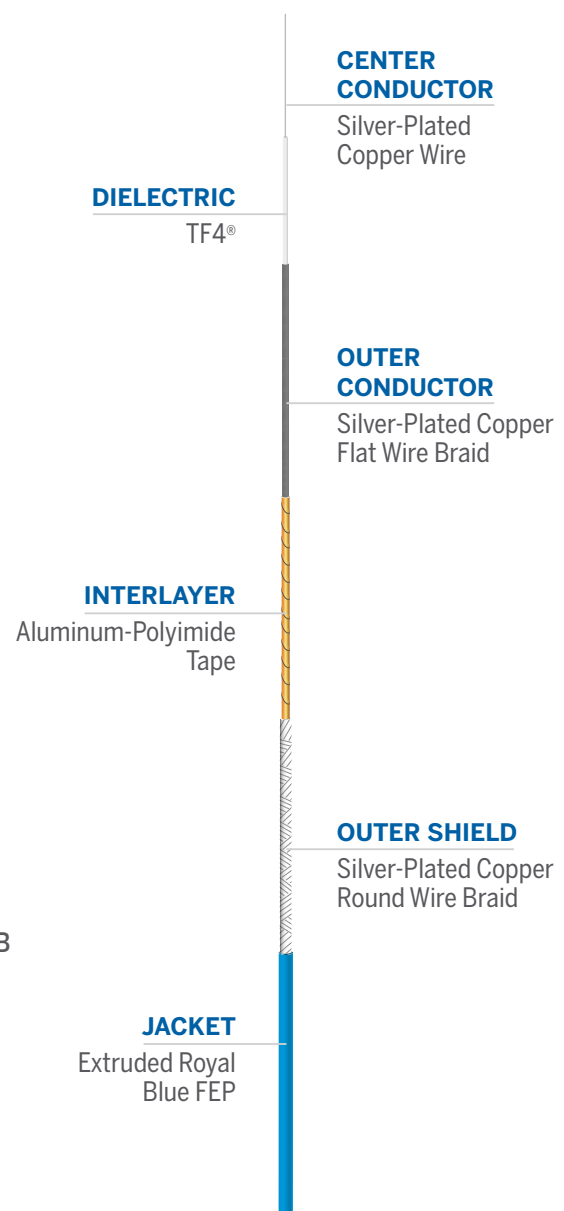 CENTER
CONDUCTOR
Silver-Plated
Copper Wire
DIELECTRIC
TF4®
OUTER
CONDUCTOR
Silver-Plated Copper
Flat Wire Braid
INTERLAYER
Aluminum-Polyimide
Tape
OUTER SHIELD
Silver-Plated Copper
Round Wire Braid
B
JACKET
Extruded Royal
Blue FEP